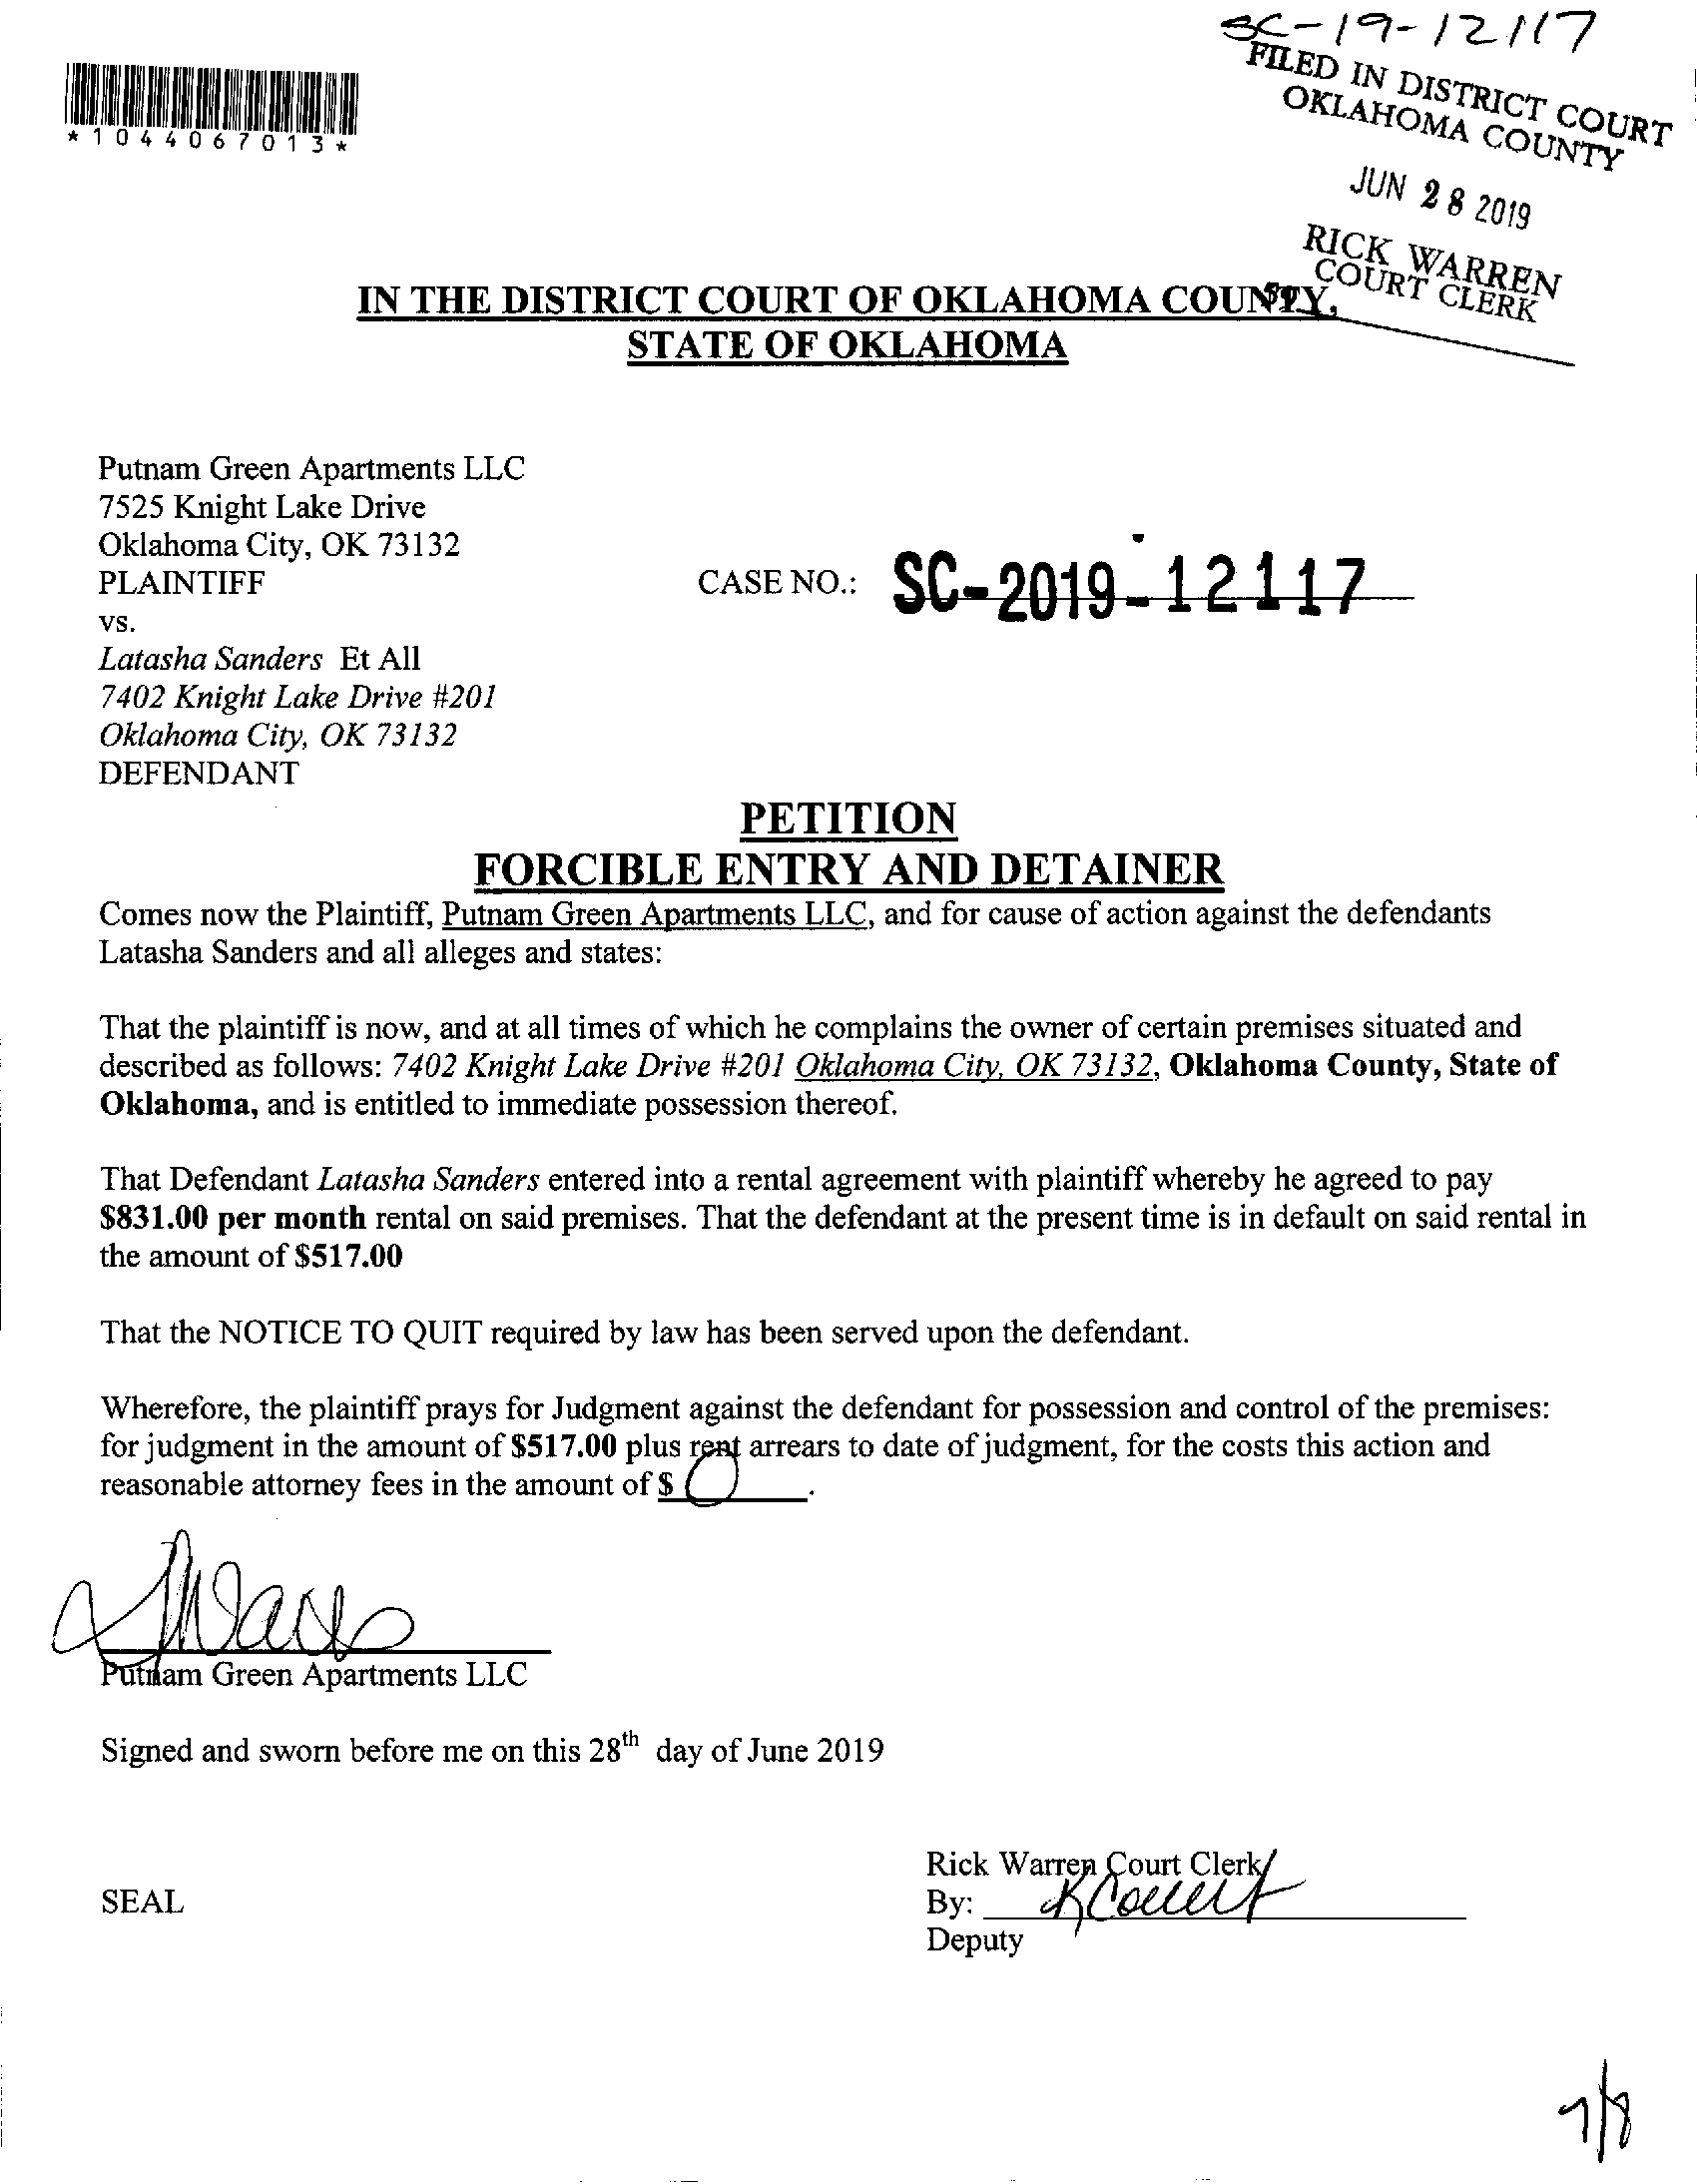 SC-19-12117
FILED IN DISTRICT COURT
OKLAHOMA COUNTY
JUN 28 2019
RICK WARREN
COURT CLERK
*1044067013*
IN THE DISTRICT COURT OF OKLAHOMA COUNTY,
STATE OF OKLAHOMA
Putnam Green Apartments LLC
7525 Knight Lake Drive
Oklahoma City, OK 73132
PLAINTIFF
CASE NO.: SC-2019-12117
vs.
Latasha Sanders Et All
7402 Knight Lake Drive #201
Oklahoma City, OK 73132
DEFENDANT
PETITION
FORCIBLE ENTRY AND DETAINER
Comes now the Plaintiff, Putnam Green Apartments LLC, and for cause of action against the defendants
Latasha Sanders and all alleges and states:
That the plaintiff is now, and at all times of which he complains the owner of certain premises situated and
described as follows: 7402 Knight Lake Drive #201 Oklahoma City, OK 73132, Oklahoma County, State of
Oklahoma, and is entitled to immediate possession thereof.
That Defendant Latasha Sanders entered into a rental agreement with plaintiff whereby he agreed to pay
$831.00 per month rental on said premises. That the defendant at the present time is in default on said rental in
the amount of $517.00
That the NOTICE TO QUIT required by law has been served upon the defendant.
Wherefore, the plaintiff prays for Judgment against the defendant for possession and control of the premises:
for judgment in the amount of $517.00 plus rent arrears to date of judgment, for the costs this action and
reasonable attorney fees in the amount of $ 0.
Putnam Green Apartments LLC
Signed and sworn before me on this 28th day of June 2019
Rick Warren Court Clerk
SEAL
By:
Deputy
7/8